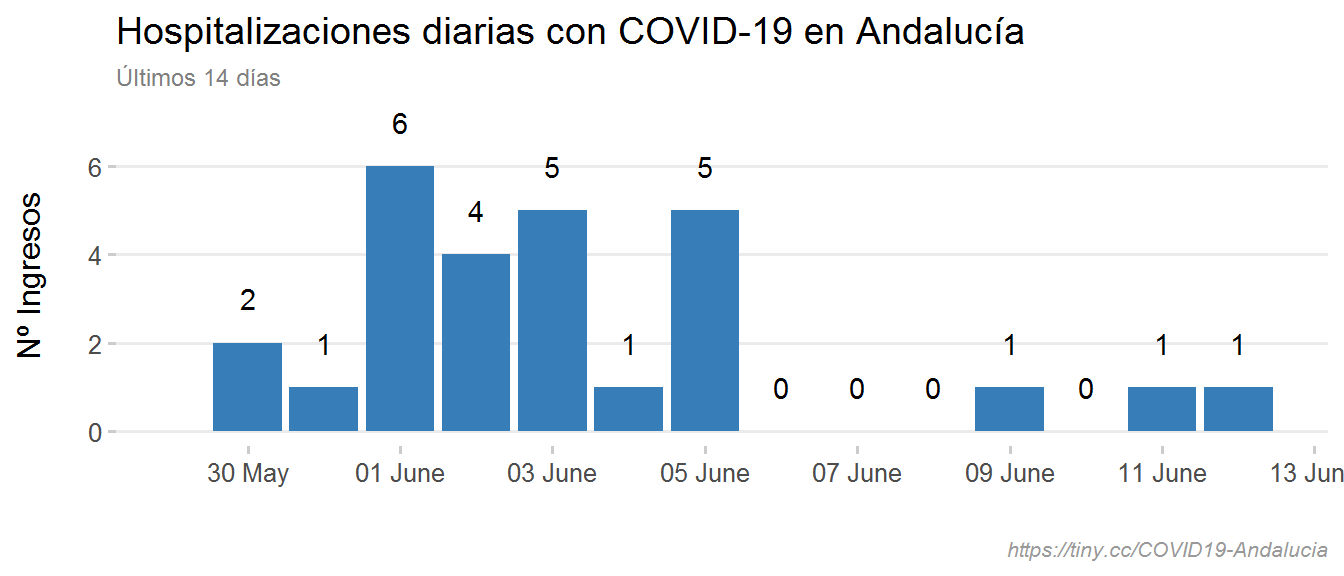 Hospitalizaciones diarias con COVID-19 en Andalucía
Últimos 14 días
Nº Ingresos
6
4
2
0
2
1
6
4
5
1
5
0
0
0
1
0
1
1
30 May
01 June
03 June
05 June
07 June
09 June
11 June
13 Jun
https://tiny.cc/COVID19-Andalucia